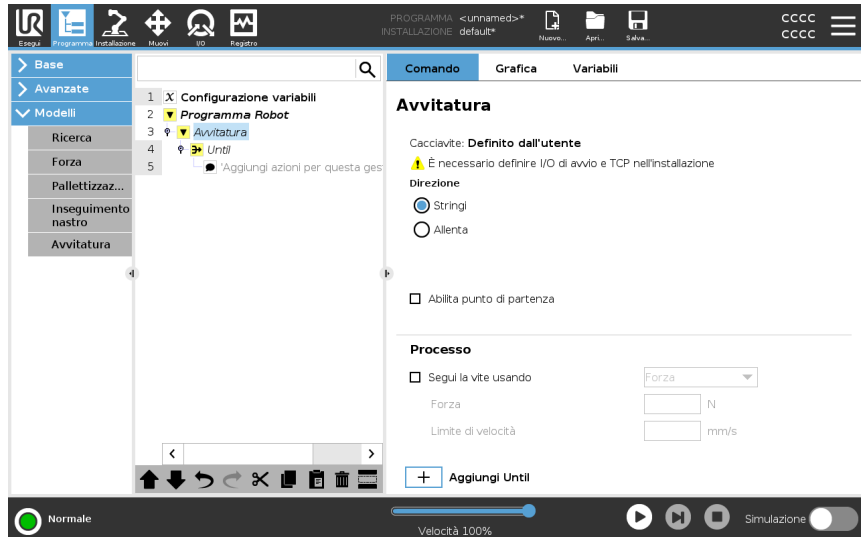 PROGRAMMA <unnamed>*
INSTALLAZIONE default*
Esegui
Programma
Installazione
Muovi
I/O
Registro
Nuovo...
Apri...
Salva...
cccc
cccc
Base
Avanzate
Modelli
Ricerca
Forza
Pallettizzaz...
Inseguimento
nastro
Avvitatura
1 X Configurazione variabili
2 Programma Robot
3 Avvitatura
4 Until
5 'Aggiungi azioni per questa ges
Comando
Grafica
Variabili
Avvitatura
Cacciavite: Definito dall'utente
È necessario definire I/O di avvio e TCP nell'installazione
Direzione
Stringi
Allenta
Abilita punto di partenza
Processo
Segui la vite usando
Forza
Forza
N
Limite di velocità
mm/s
Aggiungi Until
Normale
Velocità 100%
Simulazione